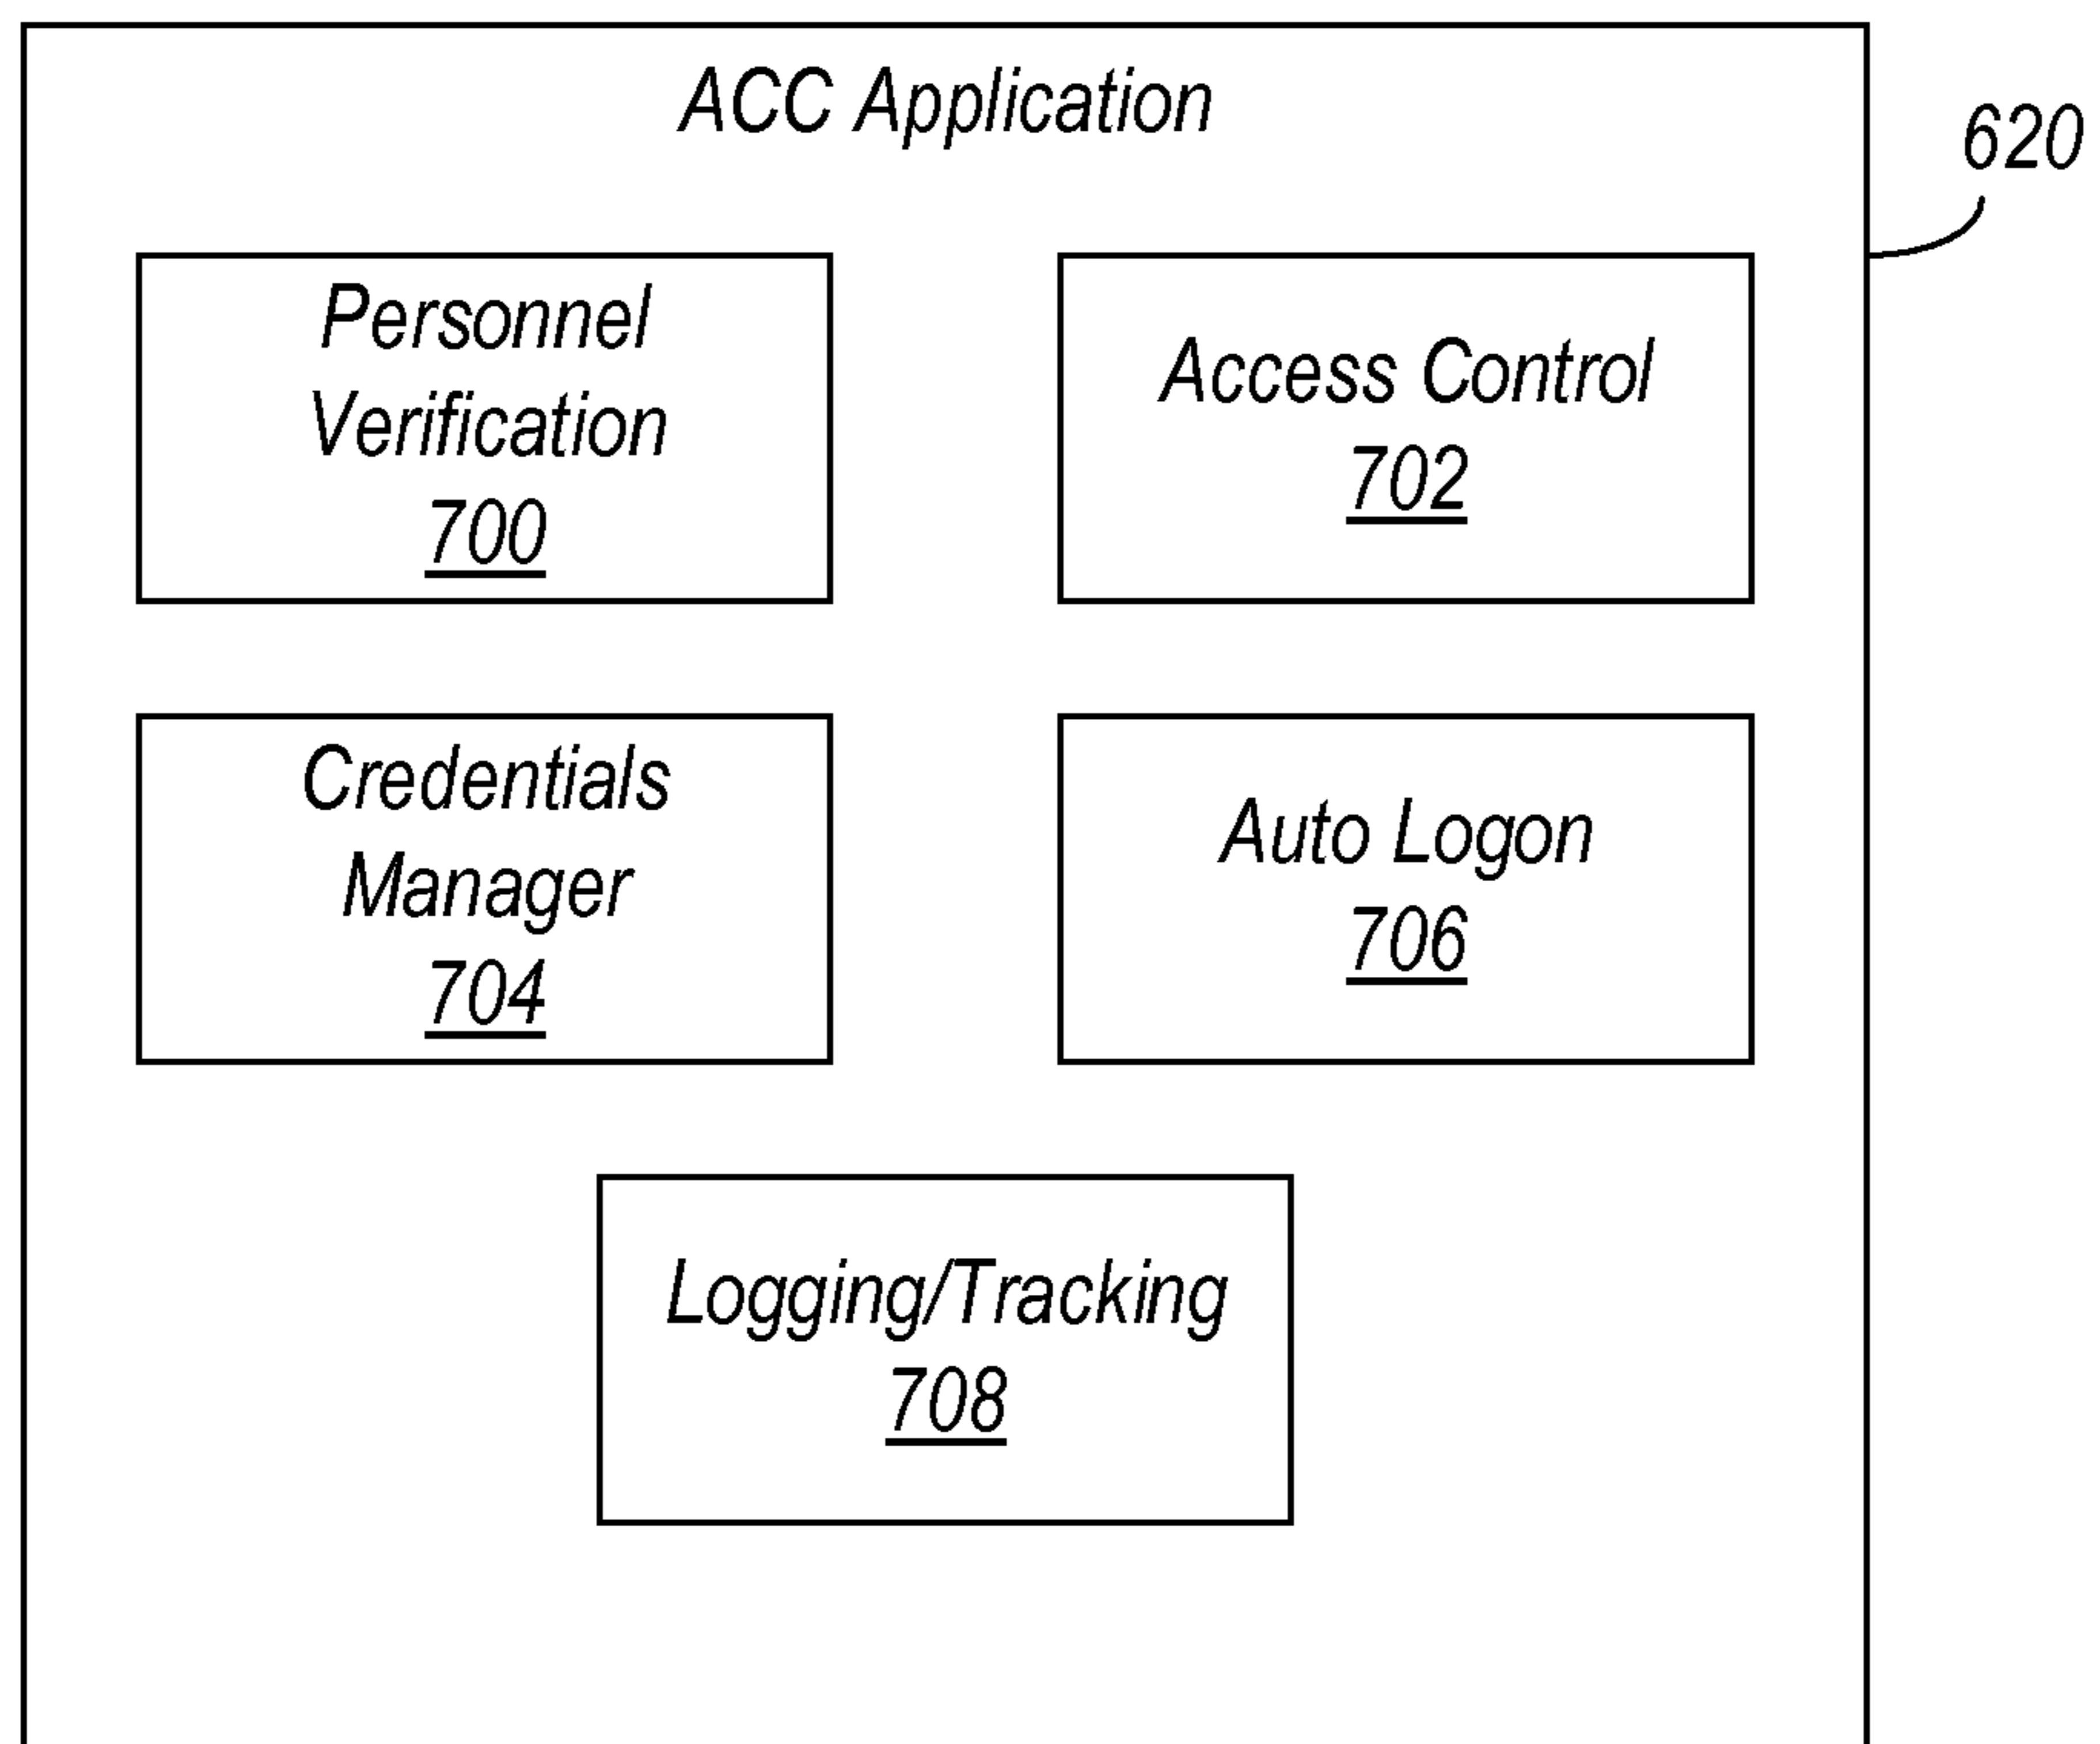 ACC Application
620
Personnel
Verification
700
Access Control
702
Credentials
Manager
704
Auto Logon
706
Logging/Tracking
708